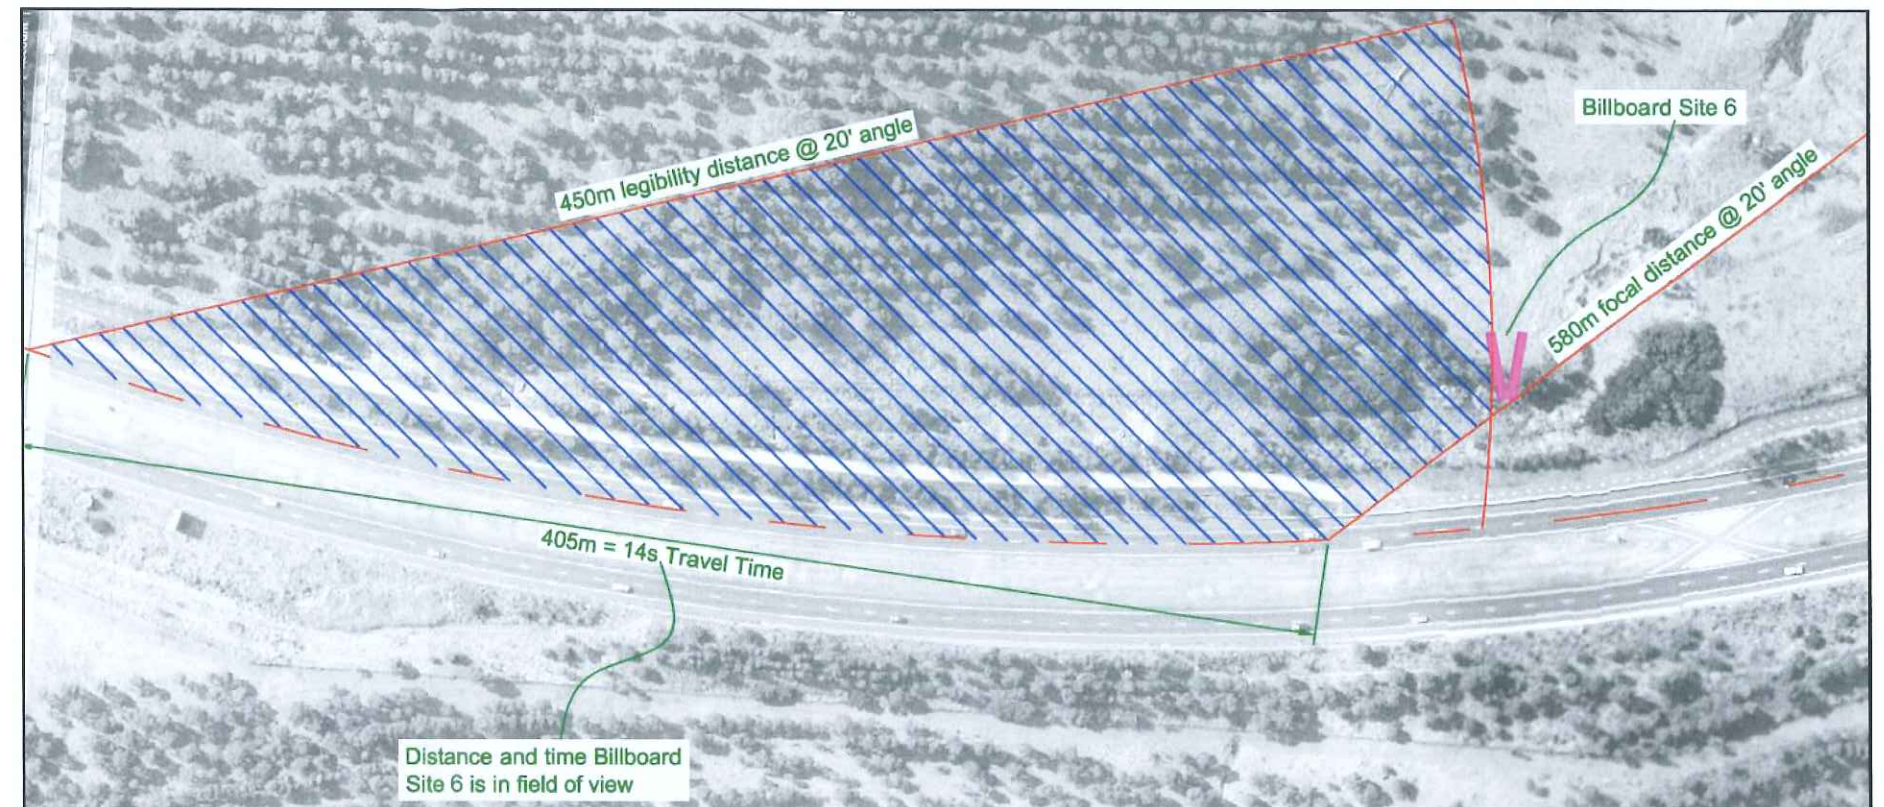 Billboard Site 6
450m legibility distance @ 20' angle
580m focal distance @ 20' angle
405m = 14s Travel Time
Distance and time Billboard
Site 6 is in field of view